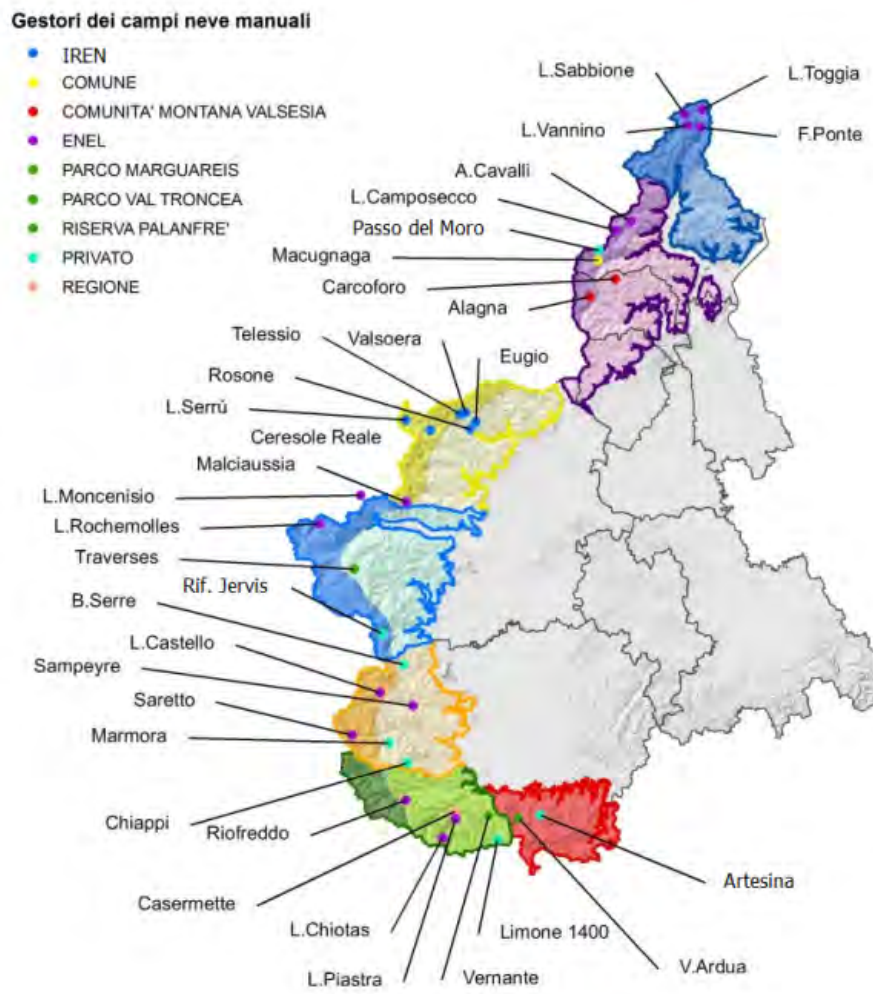 Gestori dei campi neve manuali
IREN
COMUNE
COMUNITA' MONTANA VALSESIA
ENEL
PARCO MARGUAREIS
PARCO VAL TRONCEA
RISERVA PALANFRE'
PRIVATO
REGIONE
L.Sabbione
L.Toggia
L.Vannino
F.Ponte
A.Cavalli
L.Camposecco
Passo del Moro
Macugnaga
Carcoforo
Alagna
Telessio
Valsoera
Eugio
Rosone
L.Serrù
Ceresole Reale
Malciaussia
L.Moncenisio
L.Rochemolles
Traverses
Rif. Jervis
B.Serre
L.Castello
Sampeyre
Saretto
Marmora
Chiappi
Riofreddo
Casermette
Artesina
L.Chiotas
Limone 1400
L.Piastra
Vernante
V.Ardua